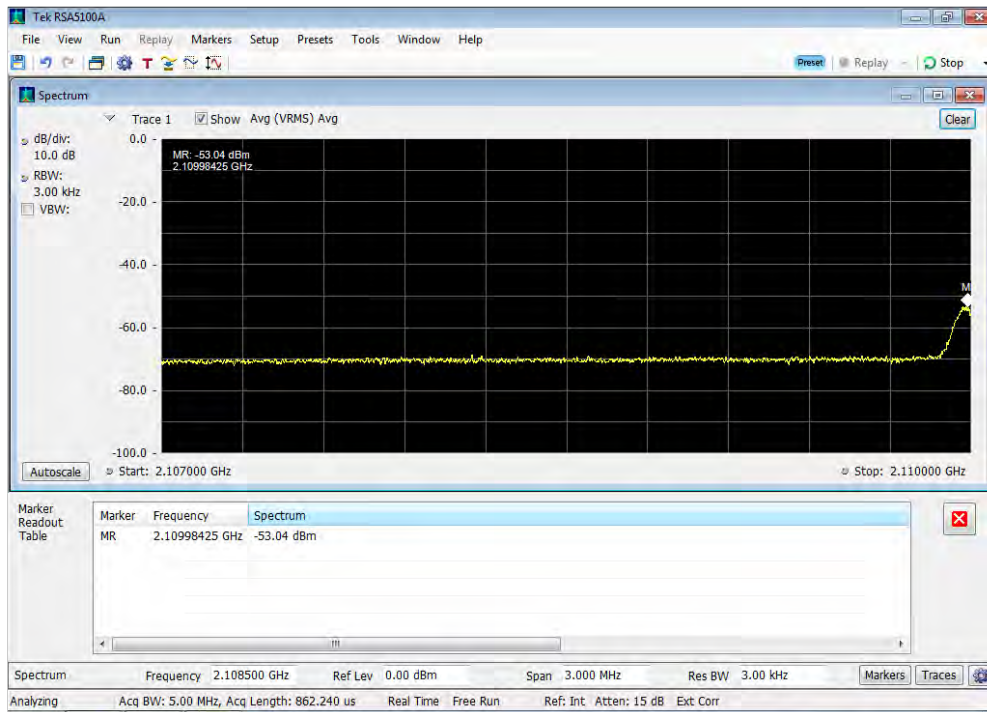 Tek RSA5100A
File View Run Replay Markers Setup Presets Tools Window Help
T Preset Replay Stop
Spectrum
Trace 1 Show Avg (VRMS) Avg Clear
dB/div:
10.0 dB
RBW:
3.00 kHz
VBW:
0.0
-20.0
-40.0
-60.0
-80.0
-100.0
MR: -53.04 dBm
2.10998425 GHz
M
Autoscale Start: 2.107000 GHz Stop: 2.110000 GHz
Marker
Readout
Table
Marker Frequency Spectrum
MR 2.10998425 GHz -53.04 dBm
Spectrum Frequency 2.108500 GHz Ref Lev 0.00 dBm Span 3.000 MHz Res BW 3.00 kHz Markers Traces
Analyzing Acq BW: 5.00 MHz, Acq Length: 862.240 us Real Time Free Run Ref: Int Atten: 15 dB Ext Corr